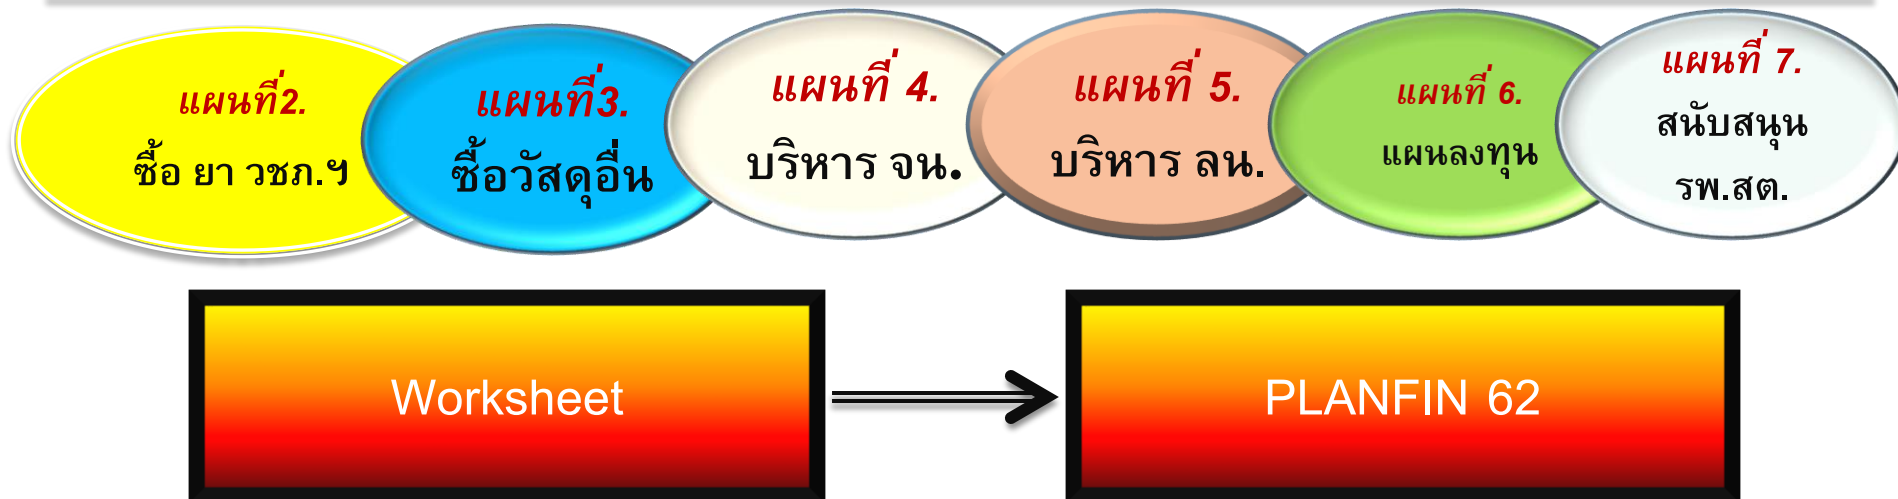 แผนที่2.
ซื้อ ยา วชภ.ฯ
แผนที่3.
ซื้อวัสดุอื่น
แผนที่ 4.
บริหาร จน.
แผนที่ 5.
บริหาร ลน.
แผนที่ 6.
แผนลงทุน
แผนที่ 7.
สนับสนุน
รพ.สต.
Worksheet
PLANFIN 62